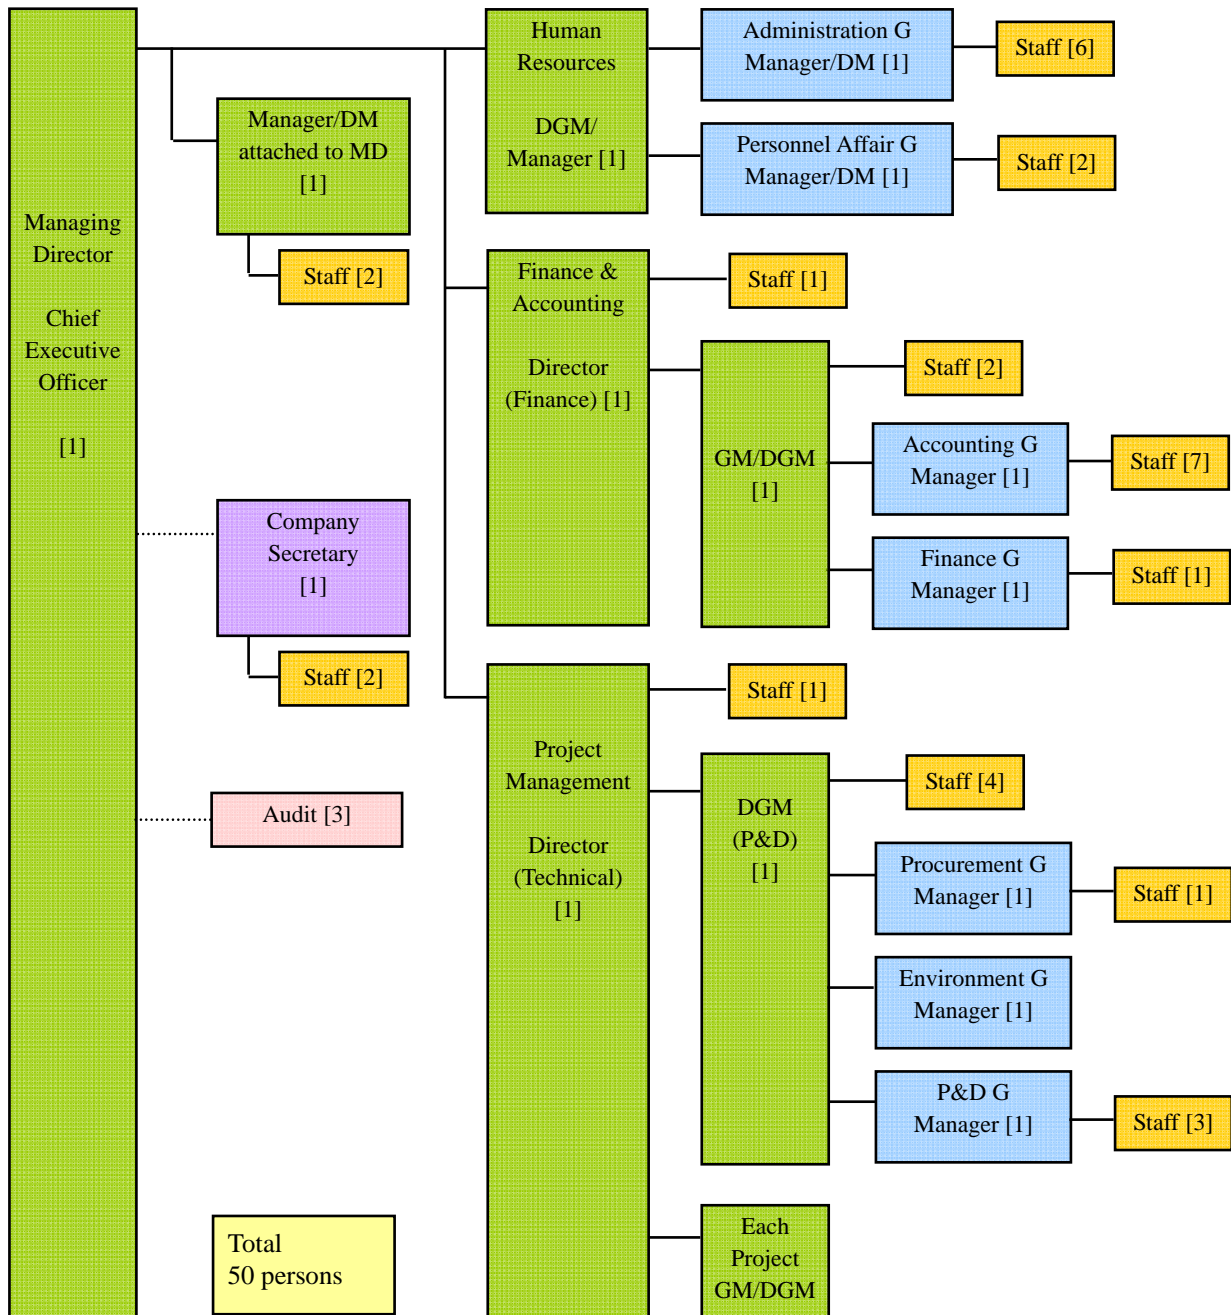 Managing
Director
Chief
Executive
Officer
[1]
Manager/DM
attached to MD
[1]
Staff [2]
Company
Secretary
[1]
Staff [2]
Audit [3]
Total
50 persons
Human
Resources
DGM/
Manager [1]
Administration G
Manager/DM [1]
Staff [6]
Personnel Affair G
Manager/DM [1]
Staff [2]
Finance &
Accounting
Director
(Finance) [1]
Staff [1]
GM/DGM
[1]
Staff [2]
Accounting G
Manager [1]
Staff [7]
Finance G
Manager [1]
Staff [1]
Project
Management
Director
(Technical)
[1]
Staff [1]
DGM
(P&D)
[1]
Staff [4]
Procurement G
Manager [1]
Staff [1]
Environment G
Manager [1]
P&D G
Manager [1]
Staff [3]
Each
Project
GM/DGM